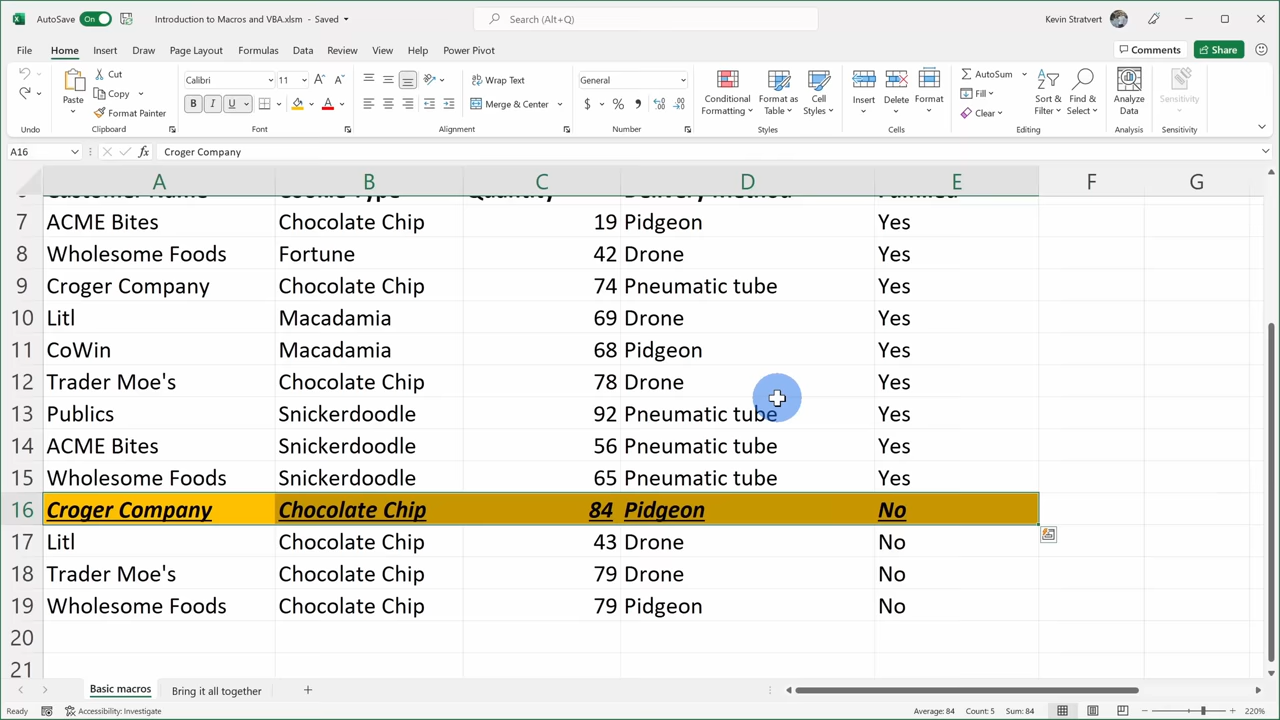 AutoSave On Introduction to Macros and VBA.xlsm - Saved Search (Alt+Q) Kevin Stratvert
File Home Insert Draw Page Layout Formulas Data Review View Help Power Pivot Comments Share
Cut Calibri 11 Wrap Text General AutoSum
Paste Copy Conditional Formatting Format as Table Cell Styles Insert Delete Format Fill Sort & Filter Find & Select Analyze Data Sensitivity
Format Painter B I U A Merge & Center $ % Clear
Undo Clipboard Font Alignment Number Styles Cells Editing Analysis Sensitivity
A16 fx Croger Company
A B C D E F G
Customer Name Cookie Type Quantity Delivery Method
7 ACME Bites Chocolate Chip 19 Pidgeon Yes
8 Wholesome Foods Fortune 42 Drone Yes
9 Croger Company Chocolate Chip 74 Pneumatic tube Yes
10 Litl Macadamia 69 Drone Yes
11 CoWin Macadamia 68 Pidgeon Yes
12 Trader Moe's Chocolate Chip 78 Drone Yes
13 Publics Snickerdoodle 92 Pneumatic tube Yes
14 ACME Bites Snickerdoodle 56 Pneumatic tube Yes
15 Wholesome Foods Snickerdoodle 65 Pneumatic tube Yes
16 Croger Company Chocolate Chip 84 Pidgeon No
17 Litl Chocolate Chip 43 Drone No
18 Trader Moe's Chocolate Chip 79 Drone No
19 Wholesome Foods Chocolate Chip 79 Pidgeon No
20
21
Basic macros Bring it all together
Ready Accessibility: Investigate Average: 84 Count: 5 Sum: 84 220%